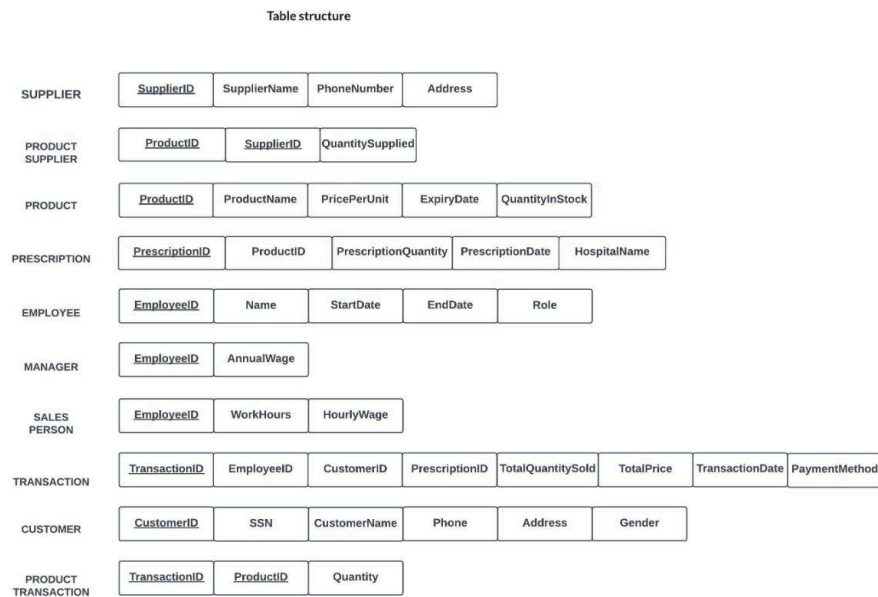 Table structure
SUPPLIER SupplierID SupplierName PhoneNumber Address
PRODUCT
SUPPLIER
ProductID SupplierID QuantitySupplied
PRODUCT ProductID ProductName PricePerUnit ExpiryDate QuantityInStock
PRESCRIPTION PrescriptionID ProductID PrescriptionQuantity PrescriptionDate HospitalName
EMPLOYEE EmployeeID Name StartDate EndDate Role
MANAGER EmployeeID AnnualWage
SALES
PERSON
EmployeeID WorkHours HourlyWage
TRANSACTION TransactionID EmployeeID CustomerID PrescriptionID TotalQuantitySold TotalPrice TransactionDate PaymentMethod
CUSTOMER CustomerID SSN CustomerName Phone Address Gender
PRODUCT
TRANSACTION
TransactionID ProductID Quantity